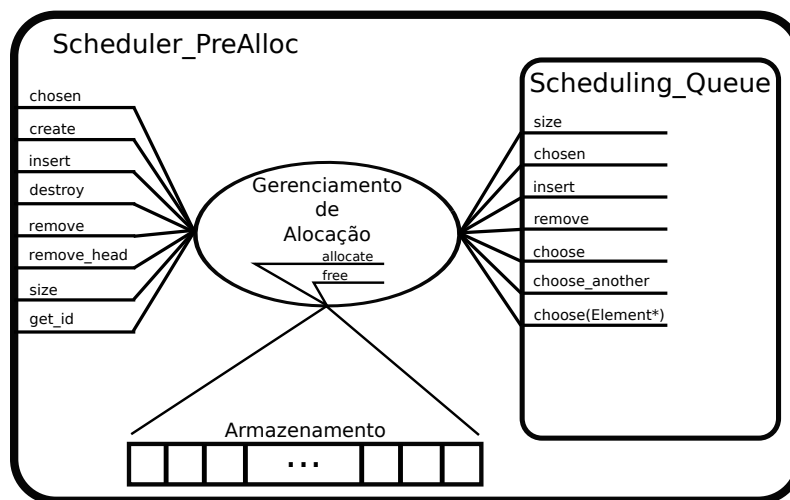 Scheduler_PreAlloc
chosen
create
insert
destroy
remove
remove_head
size
get_id
Gerenciamento
de
Alocação
allocate
free
Armazenamento
...
Scheduling_Queue
size
chosen
insert
remove
choose
choose_another
choose(Element*)